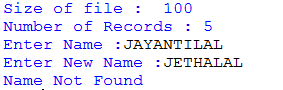 Size of file :  100
Number of Records : 5
Enter Name :JAYANTILAL
Enter New Name :JETHALAL
Name Not Found